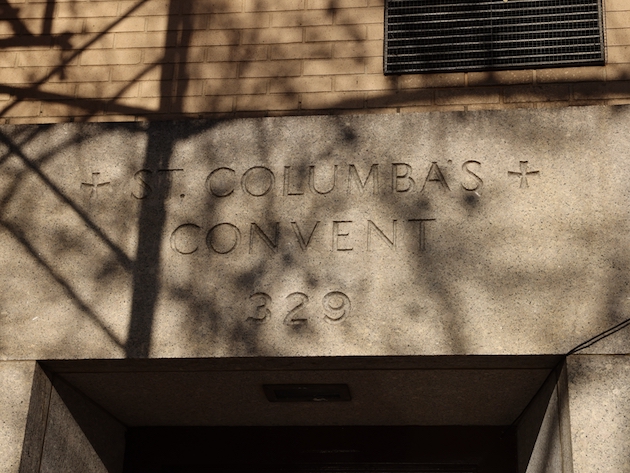 ST. COLUMBA'S
CONVENT
329